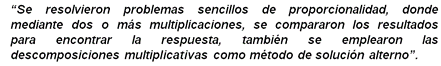 “Se resolvieron problemas sencillos de proporcionalidad, donde
mediante dos o más multiplicaciones, se compararon los resultados
para encontrar la respuesta, también se emplearon las
descomposiciones multiplicativas como método de solución alterno”.